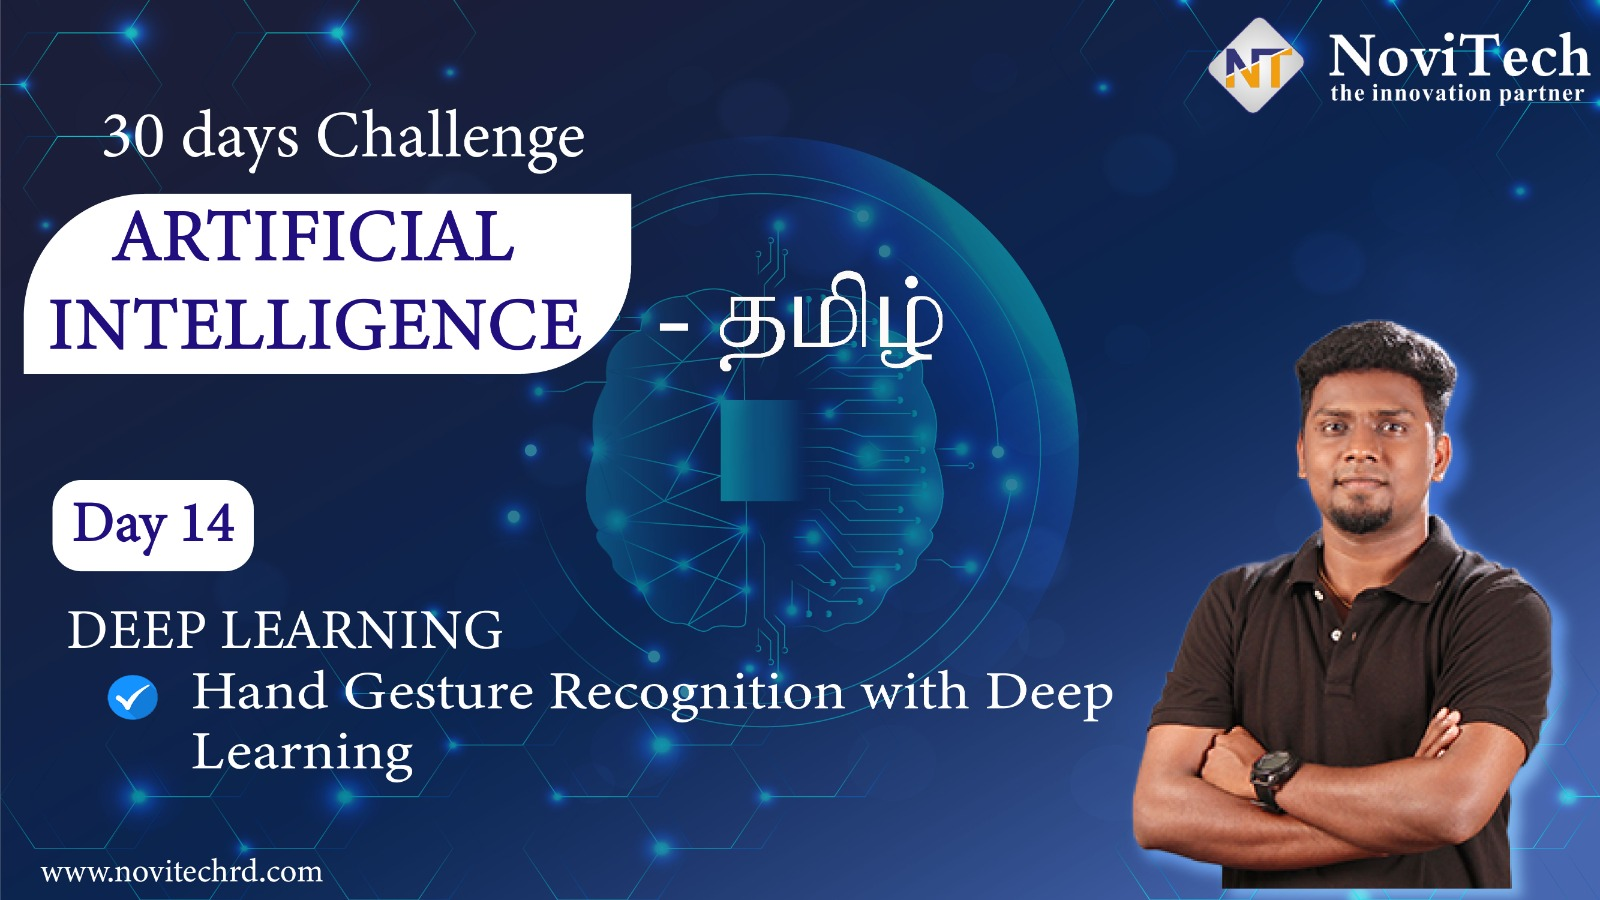 NT NoviTech
the innovation partner
30 days Challenge
ARTIFICIAL
INTELLIGENCE
- தமிழ்
Day 14
DEEP LEARNING
Hand Gesture Recognition with Deep
Learning
www.novitechrd.com